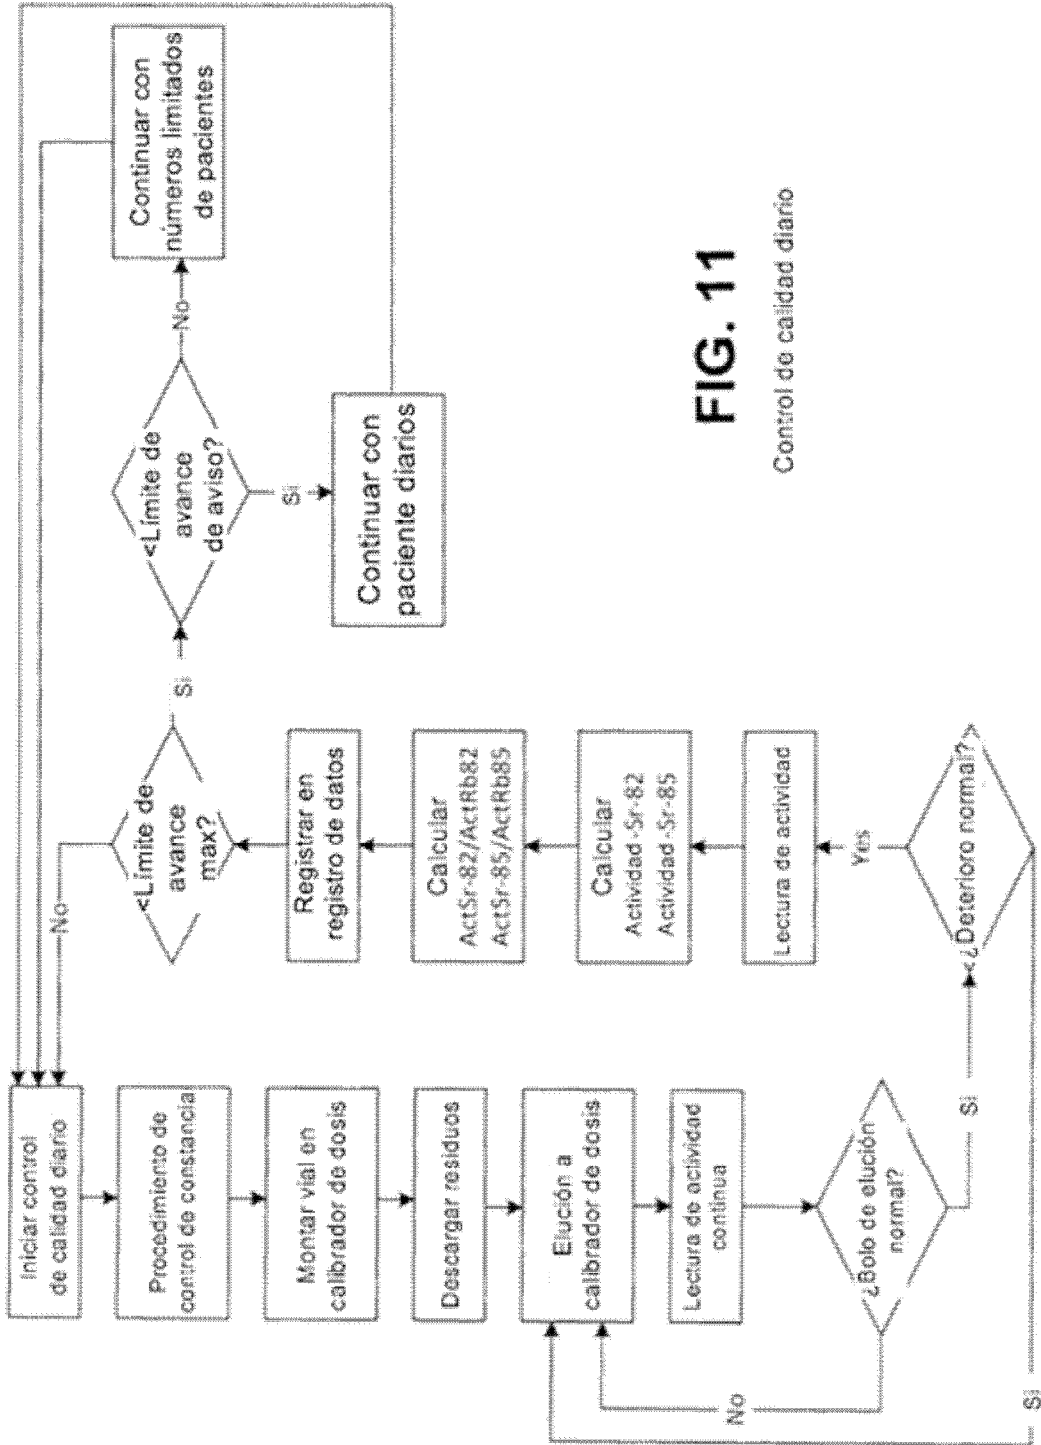 Iniciar control
de calidad diario
Procedimiento de
control de constancia
Montar vial en
calibrador de dosis
Descargar residuos
Elución a
calibrador de dosis
Lectura de actividad
continua
¿Bolo de elución
normal?
No
Si
<¿Deterioro normal?
Si
Yes
Lectura de actividad
Calcular
Actividad -Sr-82
Actividad -Sr-85
Calcular
ActSr-82/ActRb82
ActSr-85/ActRb85
Registrar en
registro de datos
<Límite de
avance
max?
No
Si
<Límite de
avance
de aviso?
No
Si
Continuar con
números limitados
de pacientes
Continuar con
paciente diarios
FIG. 11
Control de calidad diario